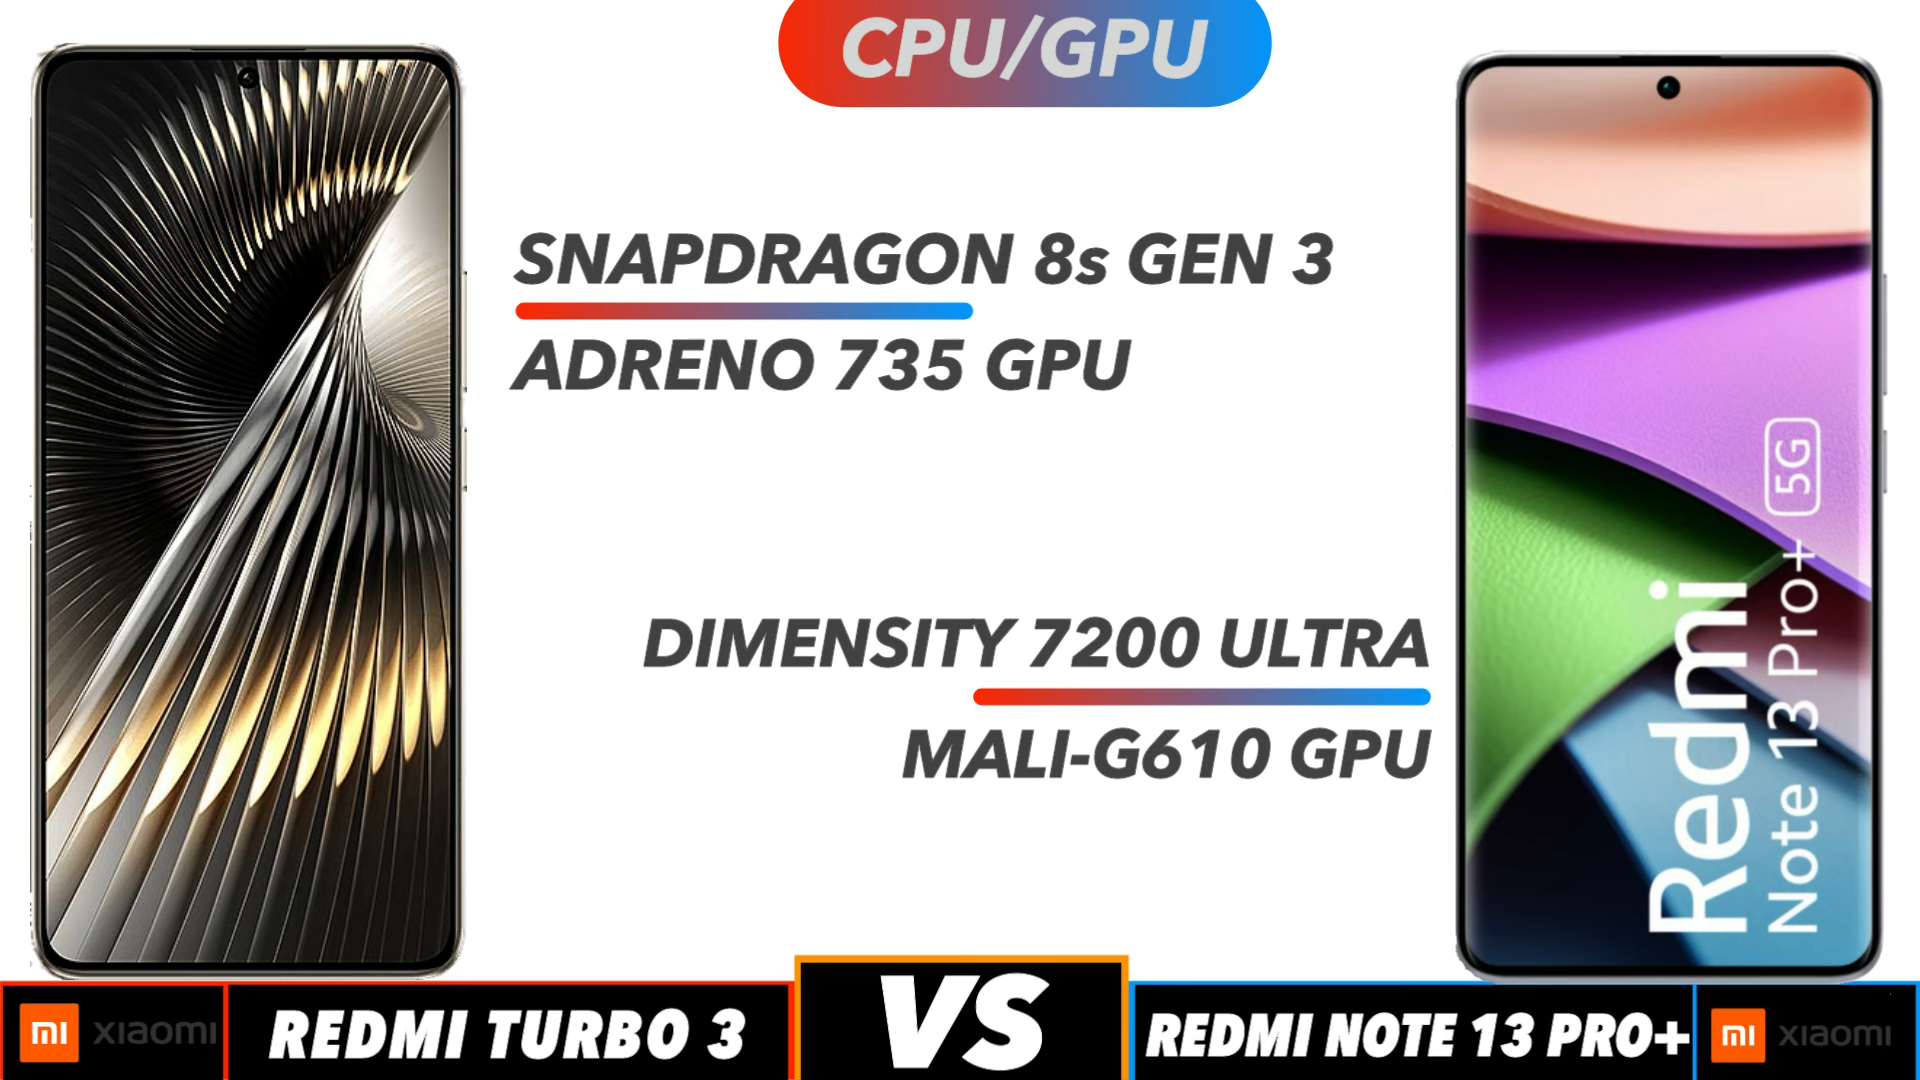 CPU/GPU
SNAPDRAGON 8s GEN 3
ADRENO 735 GPU
DIMENSITY 7200 ULTRA
MALI-G610 GPU
Redmi
Note 13 Pro+ 5G
mi xiaomi
REDMI TURBO 3
VS
REDMI NOTE 13 PRO+
mi xiaomi